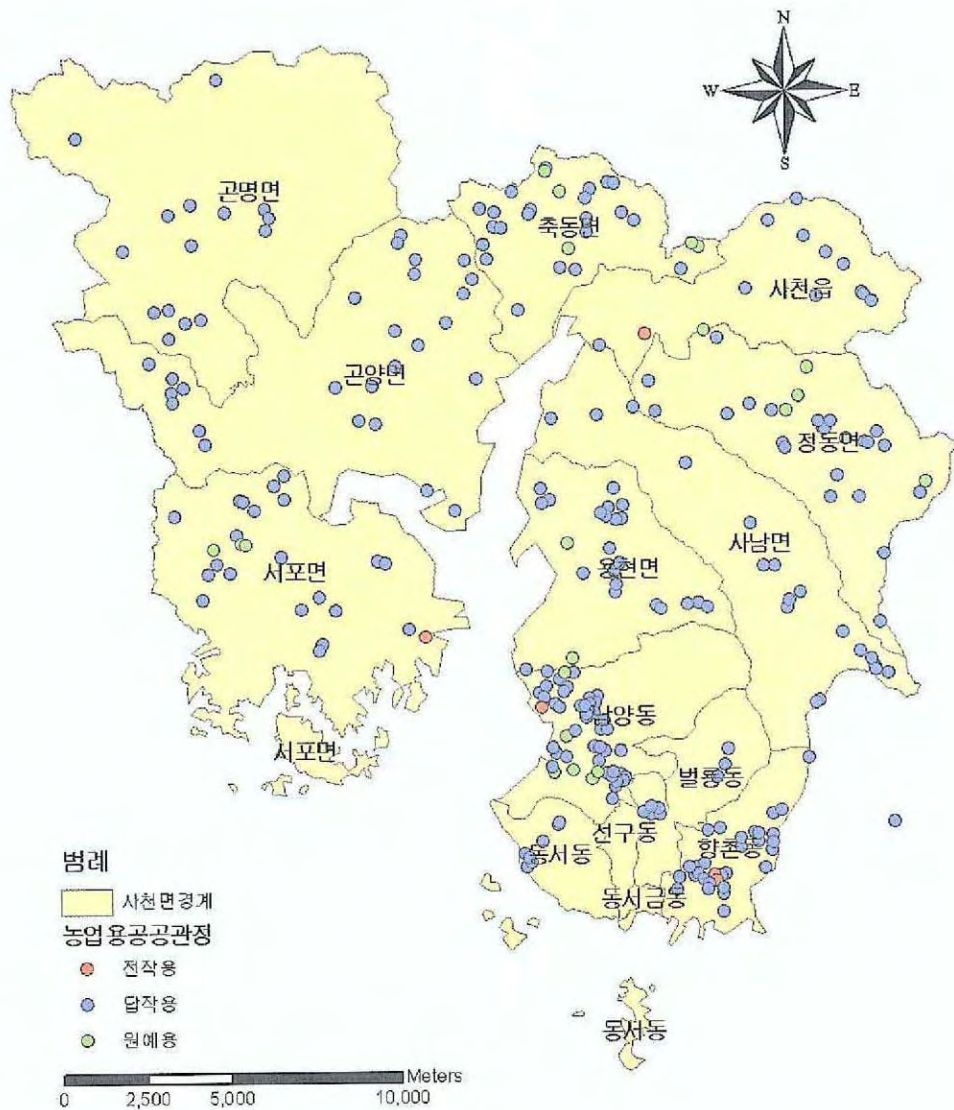 N
W E
S
곤명면
축동면
사천읍
곤양면
정동면
사남면
서포면
용현면
남양동
서포면
벌룡동
선구동
향촌동
동서동
동서금동
동서동
범례
사천면경계
농업용공공관정
전작용
답작용
원예용
Meters
0 2,500 5,000 10,000